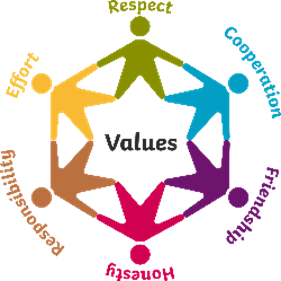 Respect
Cooperation
Friendship
Honesty
Responsibility
Effort
Values